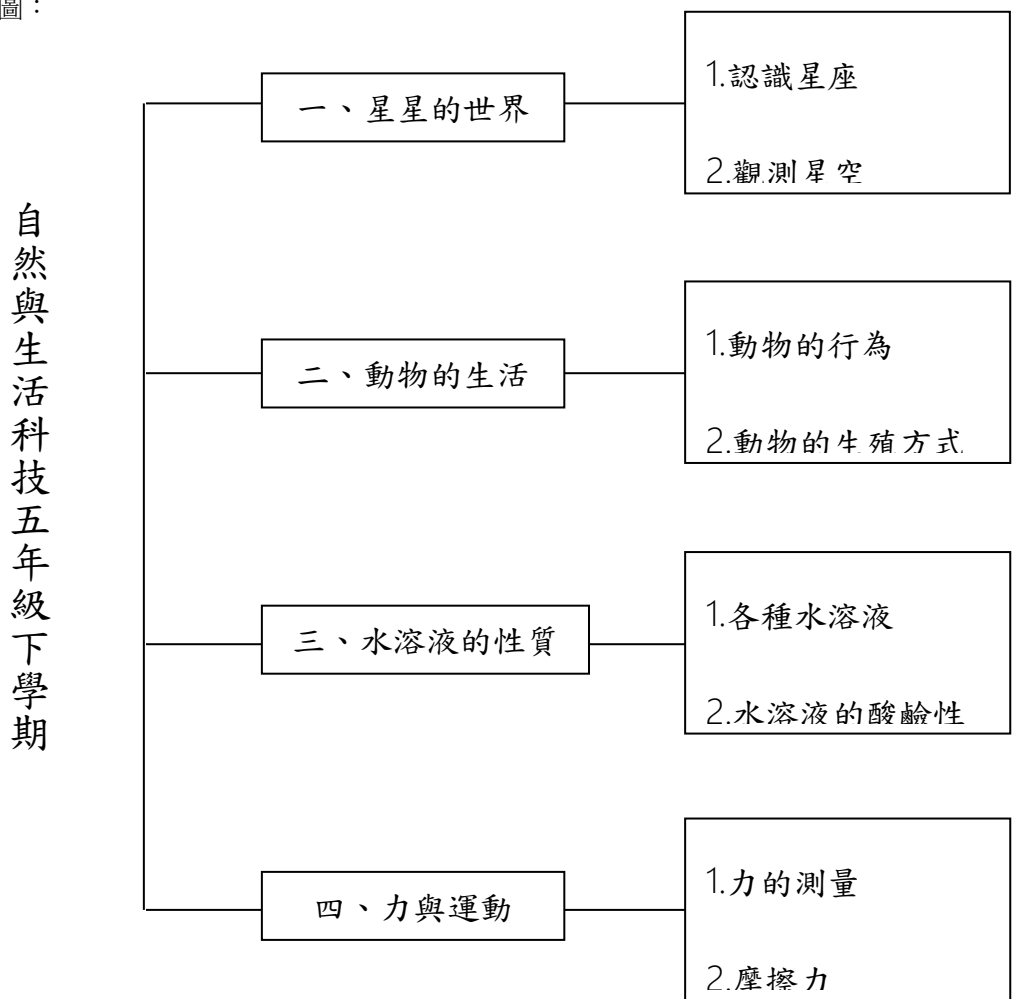 圖：
自然與生活科技五年級下學期
一、星星的世界
1.認識星座
2.觀測星空
二、動物的生活
1.動物的行為
2.動物的生殖方式
三、水溶液的性質
1.各種水溶液
2.水溶液的酸鹼性
四、力與運動
1.力的測量
2.摩擦力